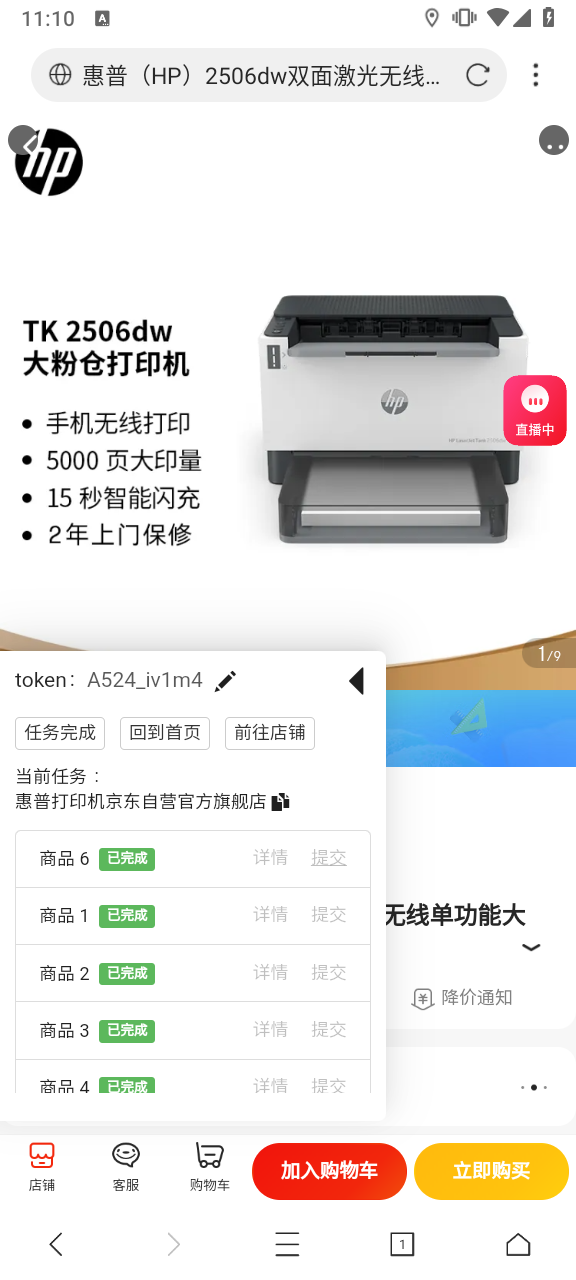 11:10
A
惠普（HP）2506dw双面激光无线...
hp
TK 2506dw
大粉仓打印机
• 手机无线打印
• 5000 页大印量
• 15 秒智能闪充
• 2年上门保修
hp
直播中
1/9
token： A524_iv1m4
任务完成 回到首页 前往店铺
当前任务：
惠普打印机京东自营官方旗舰店
商品 6 已完成 详情 提交
商品 1 已完成 详情 提交
无线单功能大
商品 2 已完成 详情 提交
降价通知
商品 3 已完成 详情 提交
商品 4 已完成 详情 提交
店铺 客服 购物车 加入购物车 立即购买
1